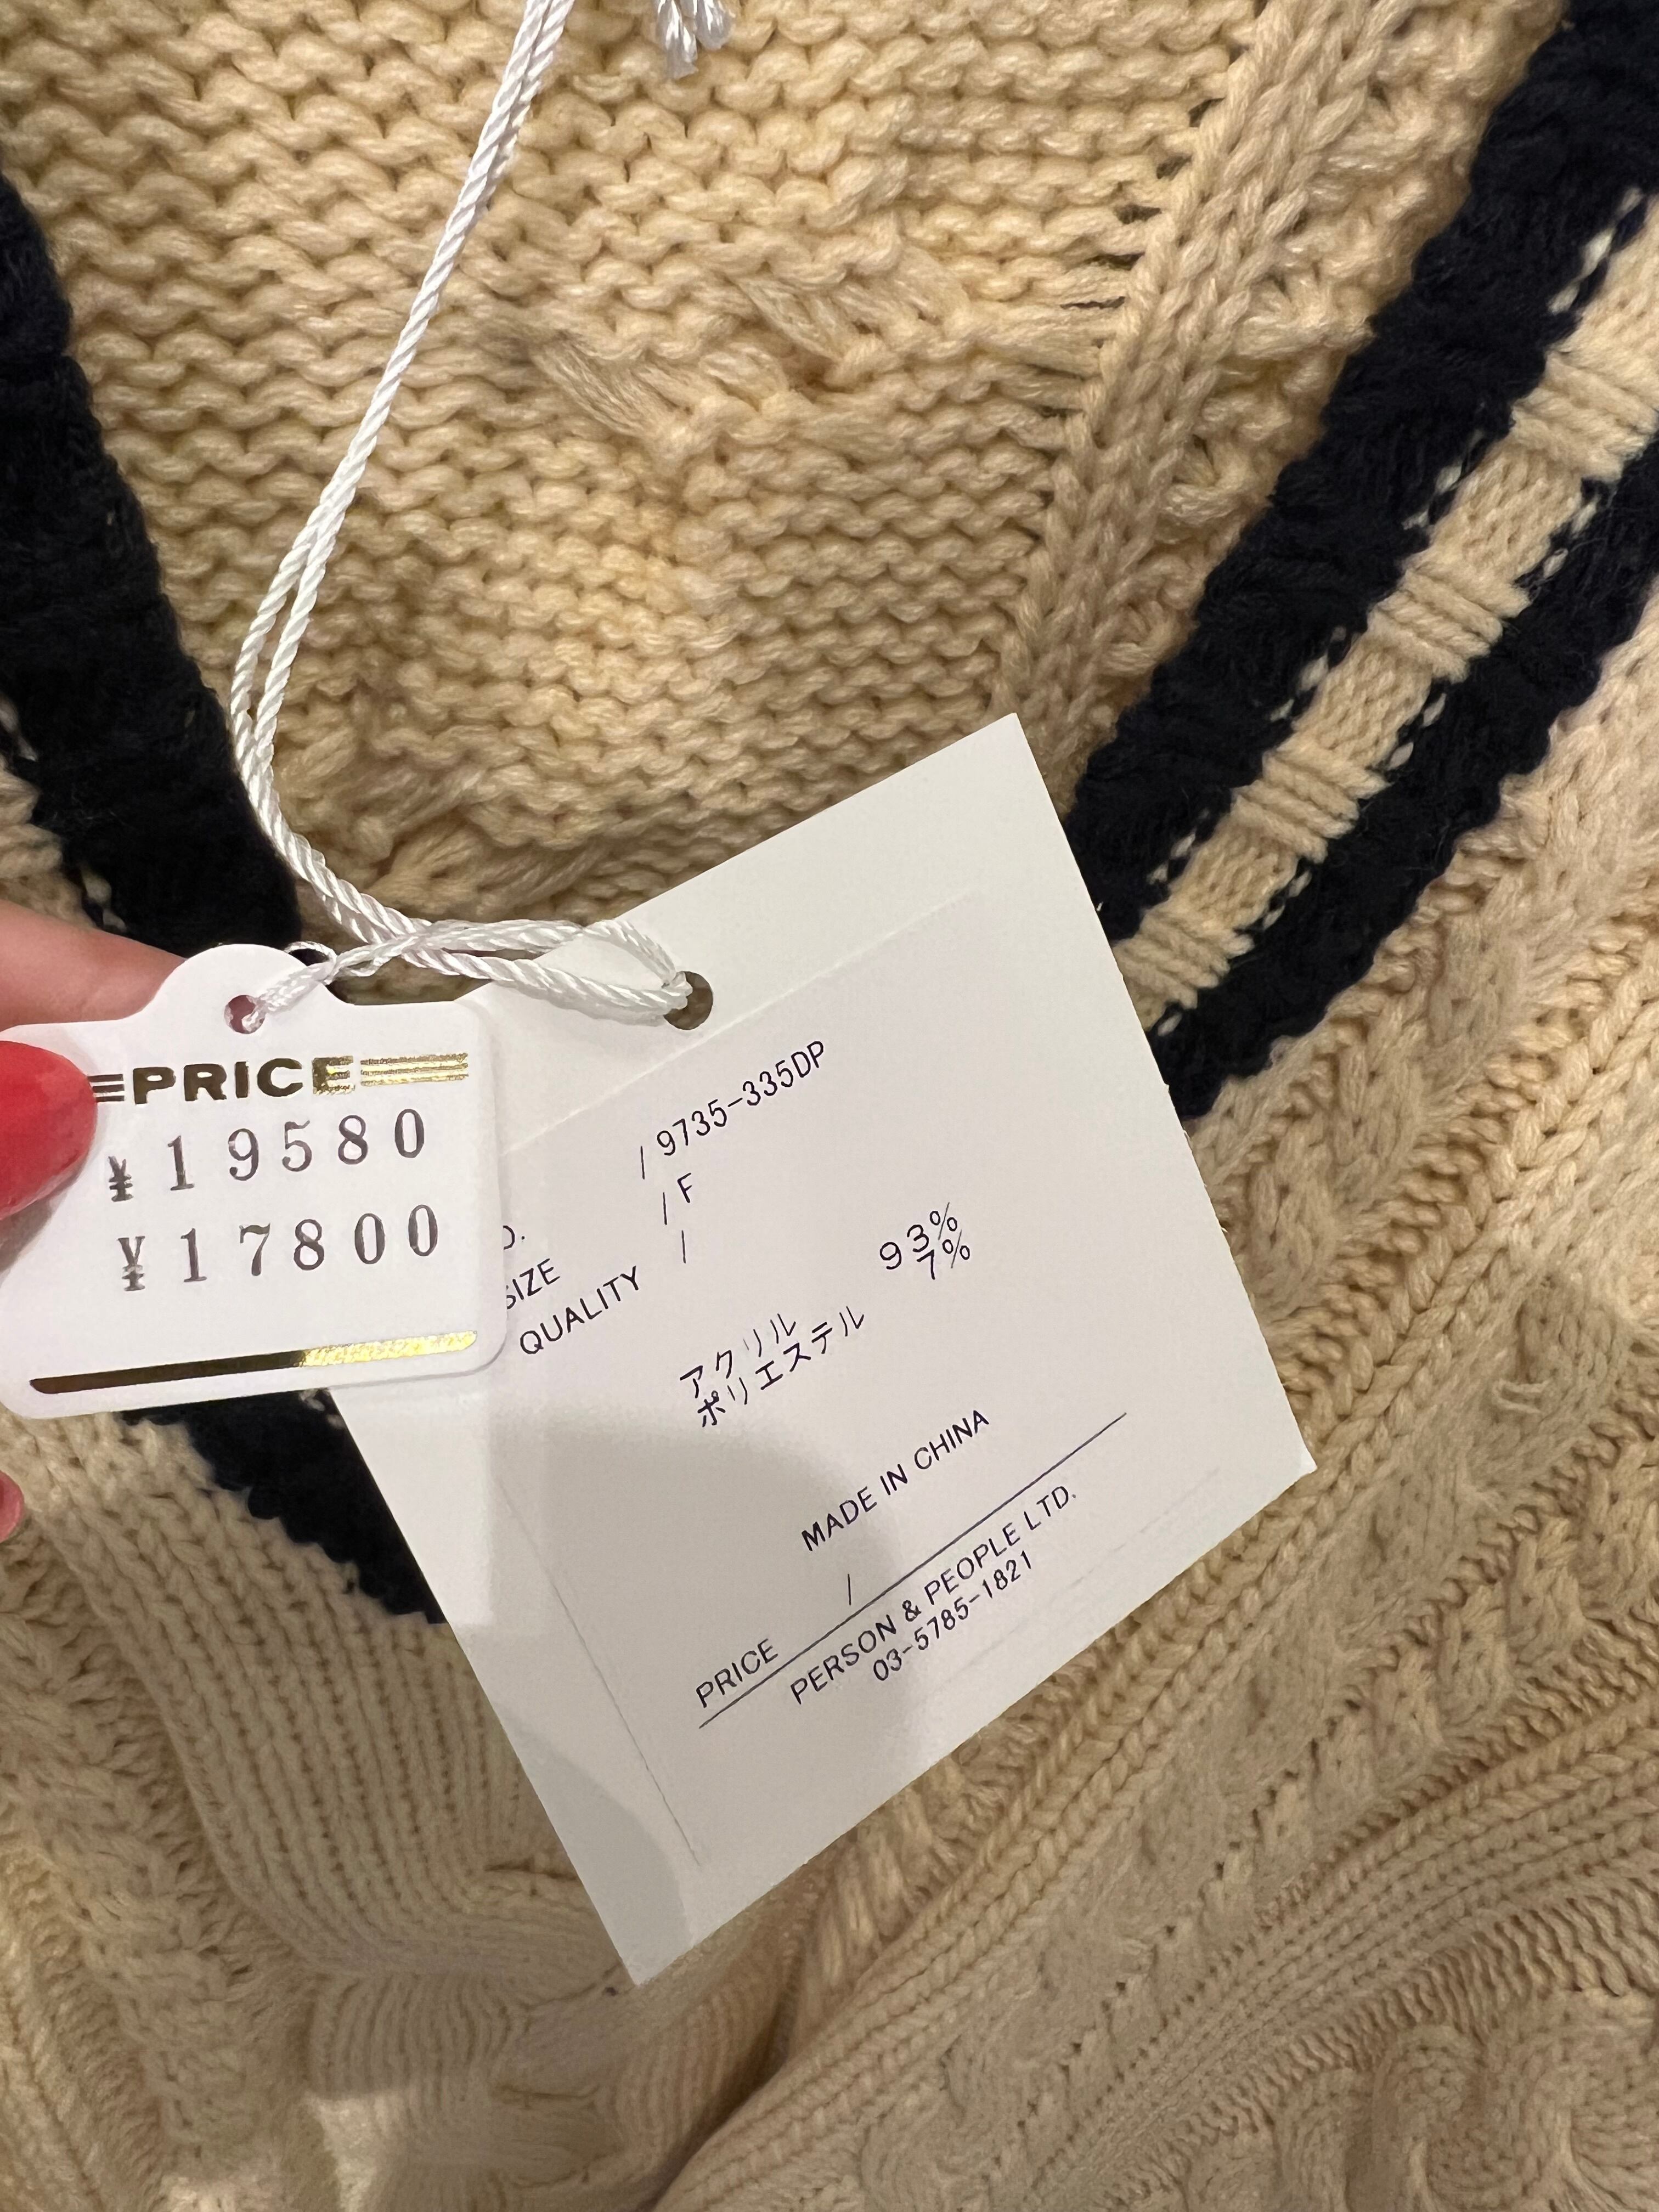 PRICE
¥19580
¥17800
/ 9735-335DP
SIZE / F
QUALITY /
アクリル 93%
ポリエステル 7%
MADE IN CHINA
PRICE /
PERSON & PEOPLE LTD.
03-5785-1821